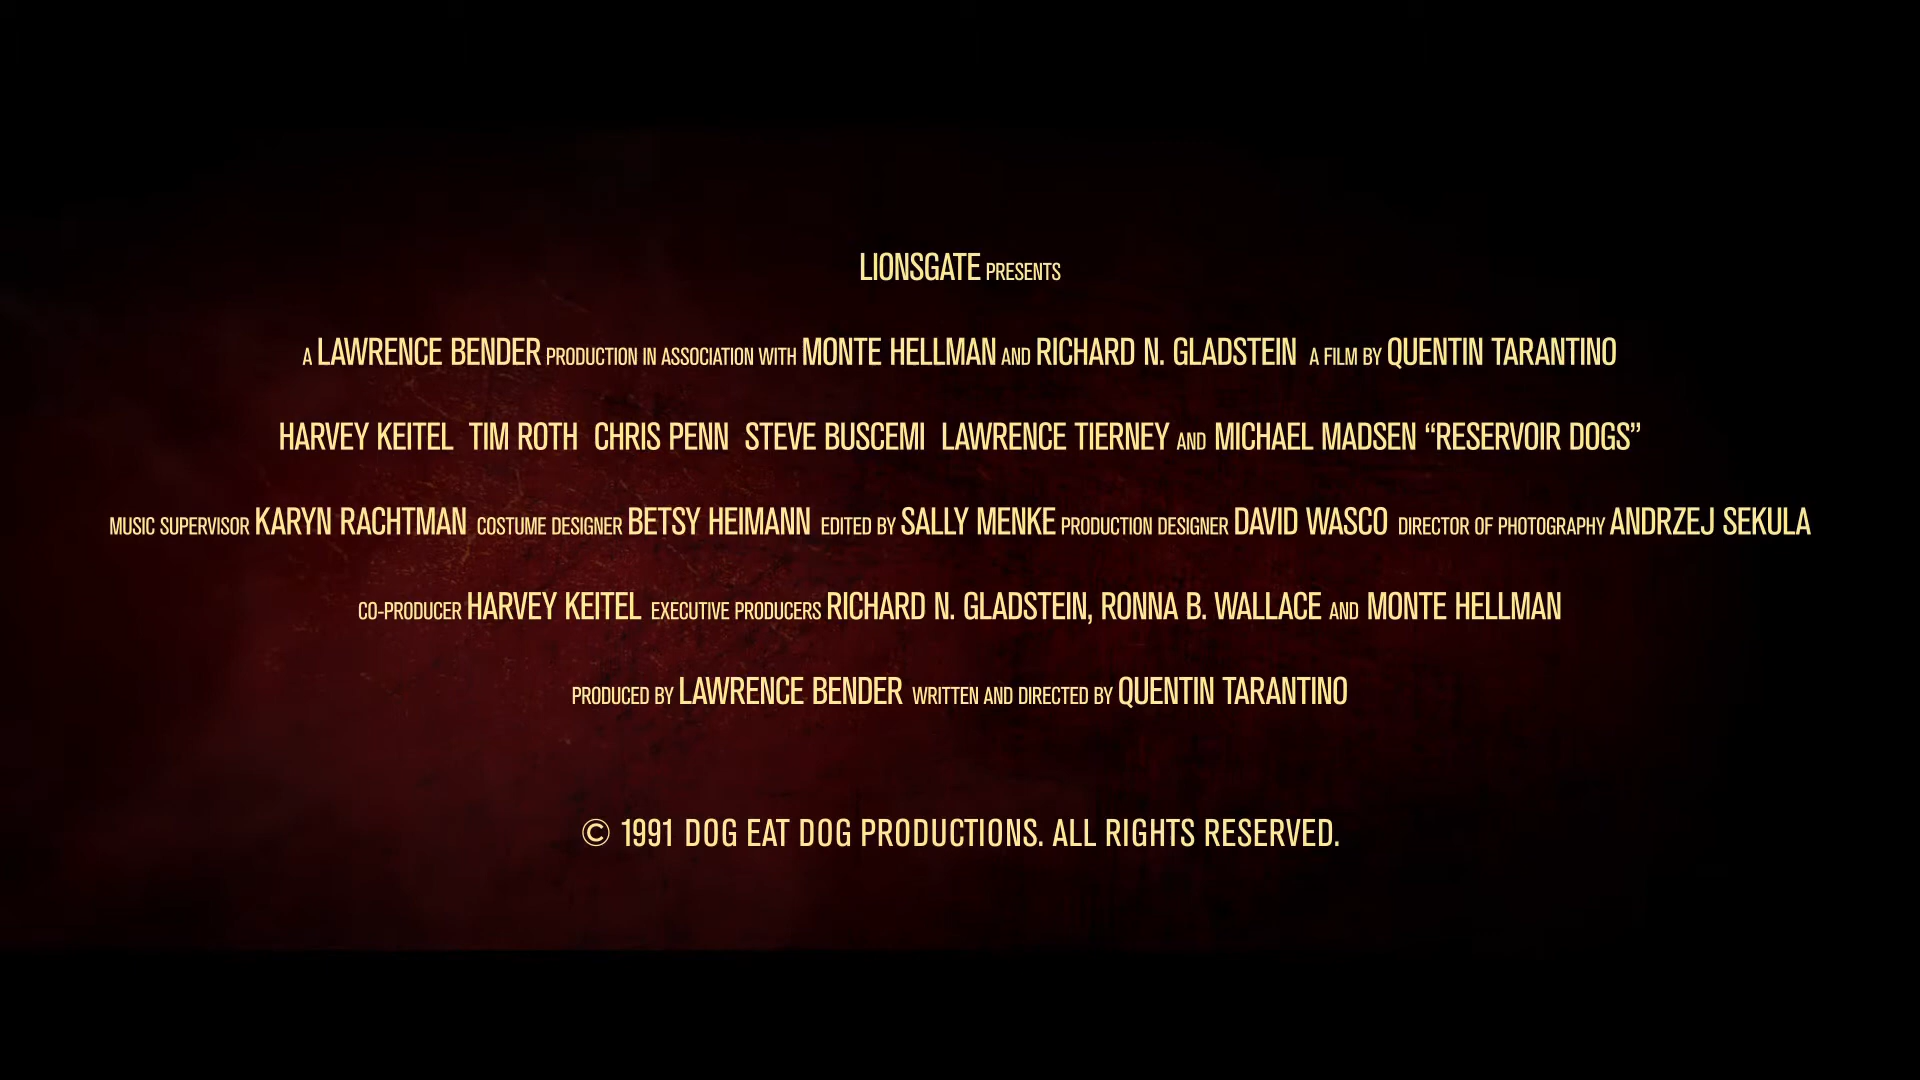 LIONSGATE PRESENTS
A LAWRENCE BENDER PRODUCTION IN ASSOCIATION WITH MONTE HELLMAN AND RICHARD N. GLADSTEIN A FILM BY QUENTIN TARANTINO
HARVEY KEITEL TIM ROTH CHRIS PENN STEVE BUSCEMI LAWRENCE TIERNEY AND MICHAEL MADSEN “RESERVOIR DOGS”
MUSIC SUPERVISOR KARYN RACHTMAN COSTUME DESIGNER BETSY HEIMANN EDITED BY SALLY MENKE PRODUCTION DESIGNER DAVID WASCO DIRECTOR OF PHOTOGRAPHY ANDRZEJ SEKULA
CO-PRODUCER HARVEY KEITEL EXECUTIVE PRODUCERS RICHARD N. GLADSTEIN, RONNA B. WALLACE AND MONTE HELLMAN
PRODUCED BY LAWRENCE BENDER WRITTEN AND DIRECTED BY QUENTIN TARANTINO
© 1991 DOG EAT DOG PRODUCTIONS. ALL RIGHTS RESERVED.